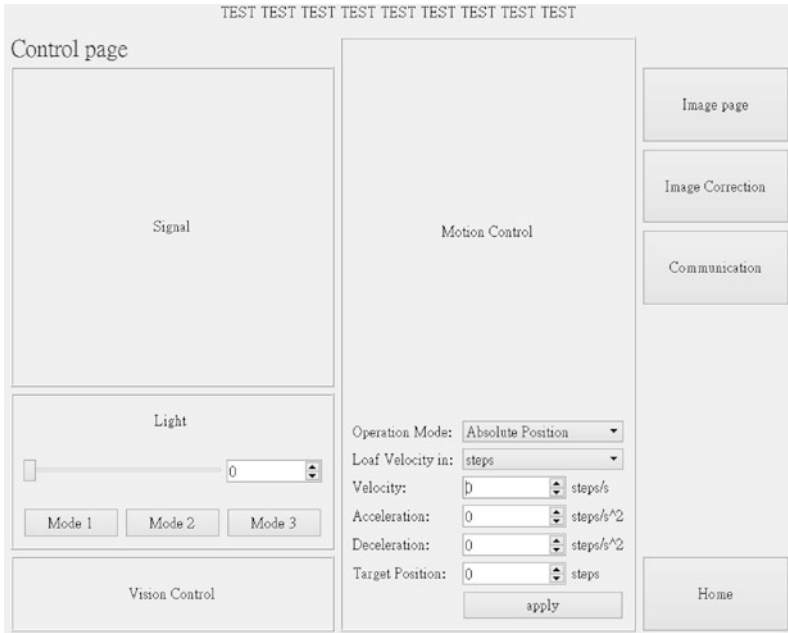 TEST TEST TEST TEST TEST TEST TEST TEST TEST
Control page
Signal
Light
0
Mode 1 Mode 2 Mode 3
Vision Control
Motion Control
Operation Mode: Absolute Position
Loaf Velocity in: steps
Velocity: 0 steps/s
Acceleration: 0 steps/s^2
Deceleration: 0 steps/s^2
Target Position: 0 steps
apply
Image page
Image Correction
Communication
Home